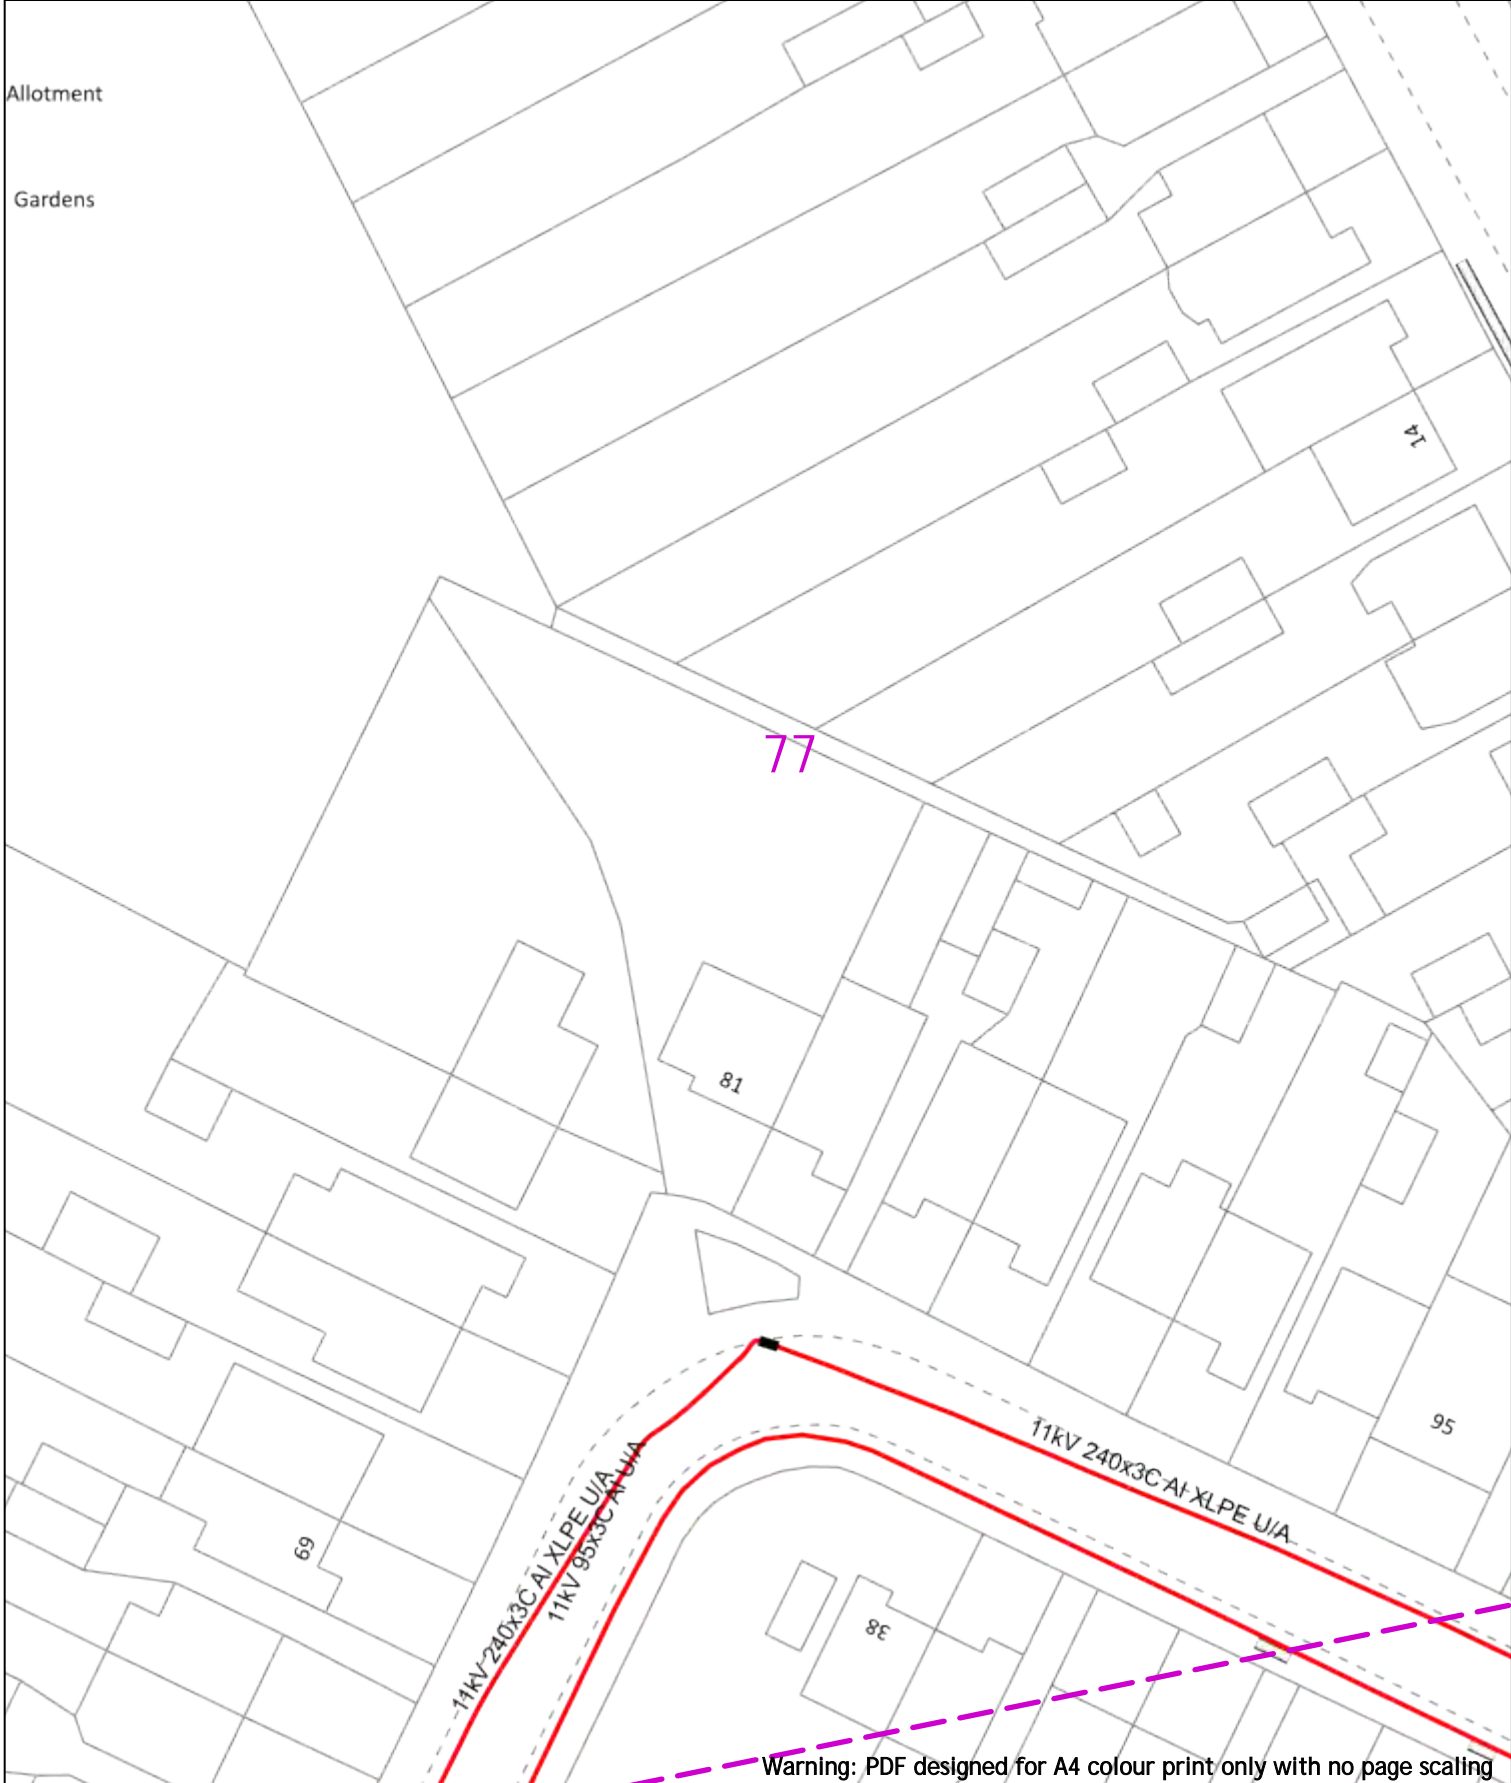 Allotment
Gardens
14
77
81
95
11kV 240x3C Al XLPE U/A
11kV 240x3C Al XLPE U/A
11kV 95x3C Al U/A
69
38
Warning: PDF designed for A4 colour print only with no page scaling